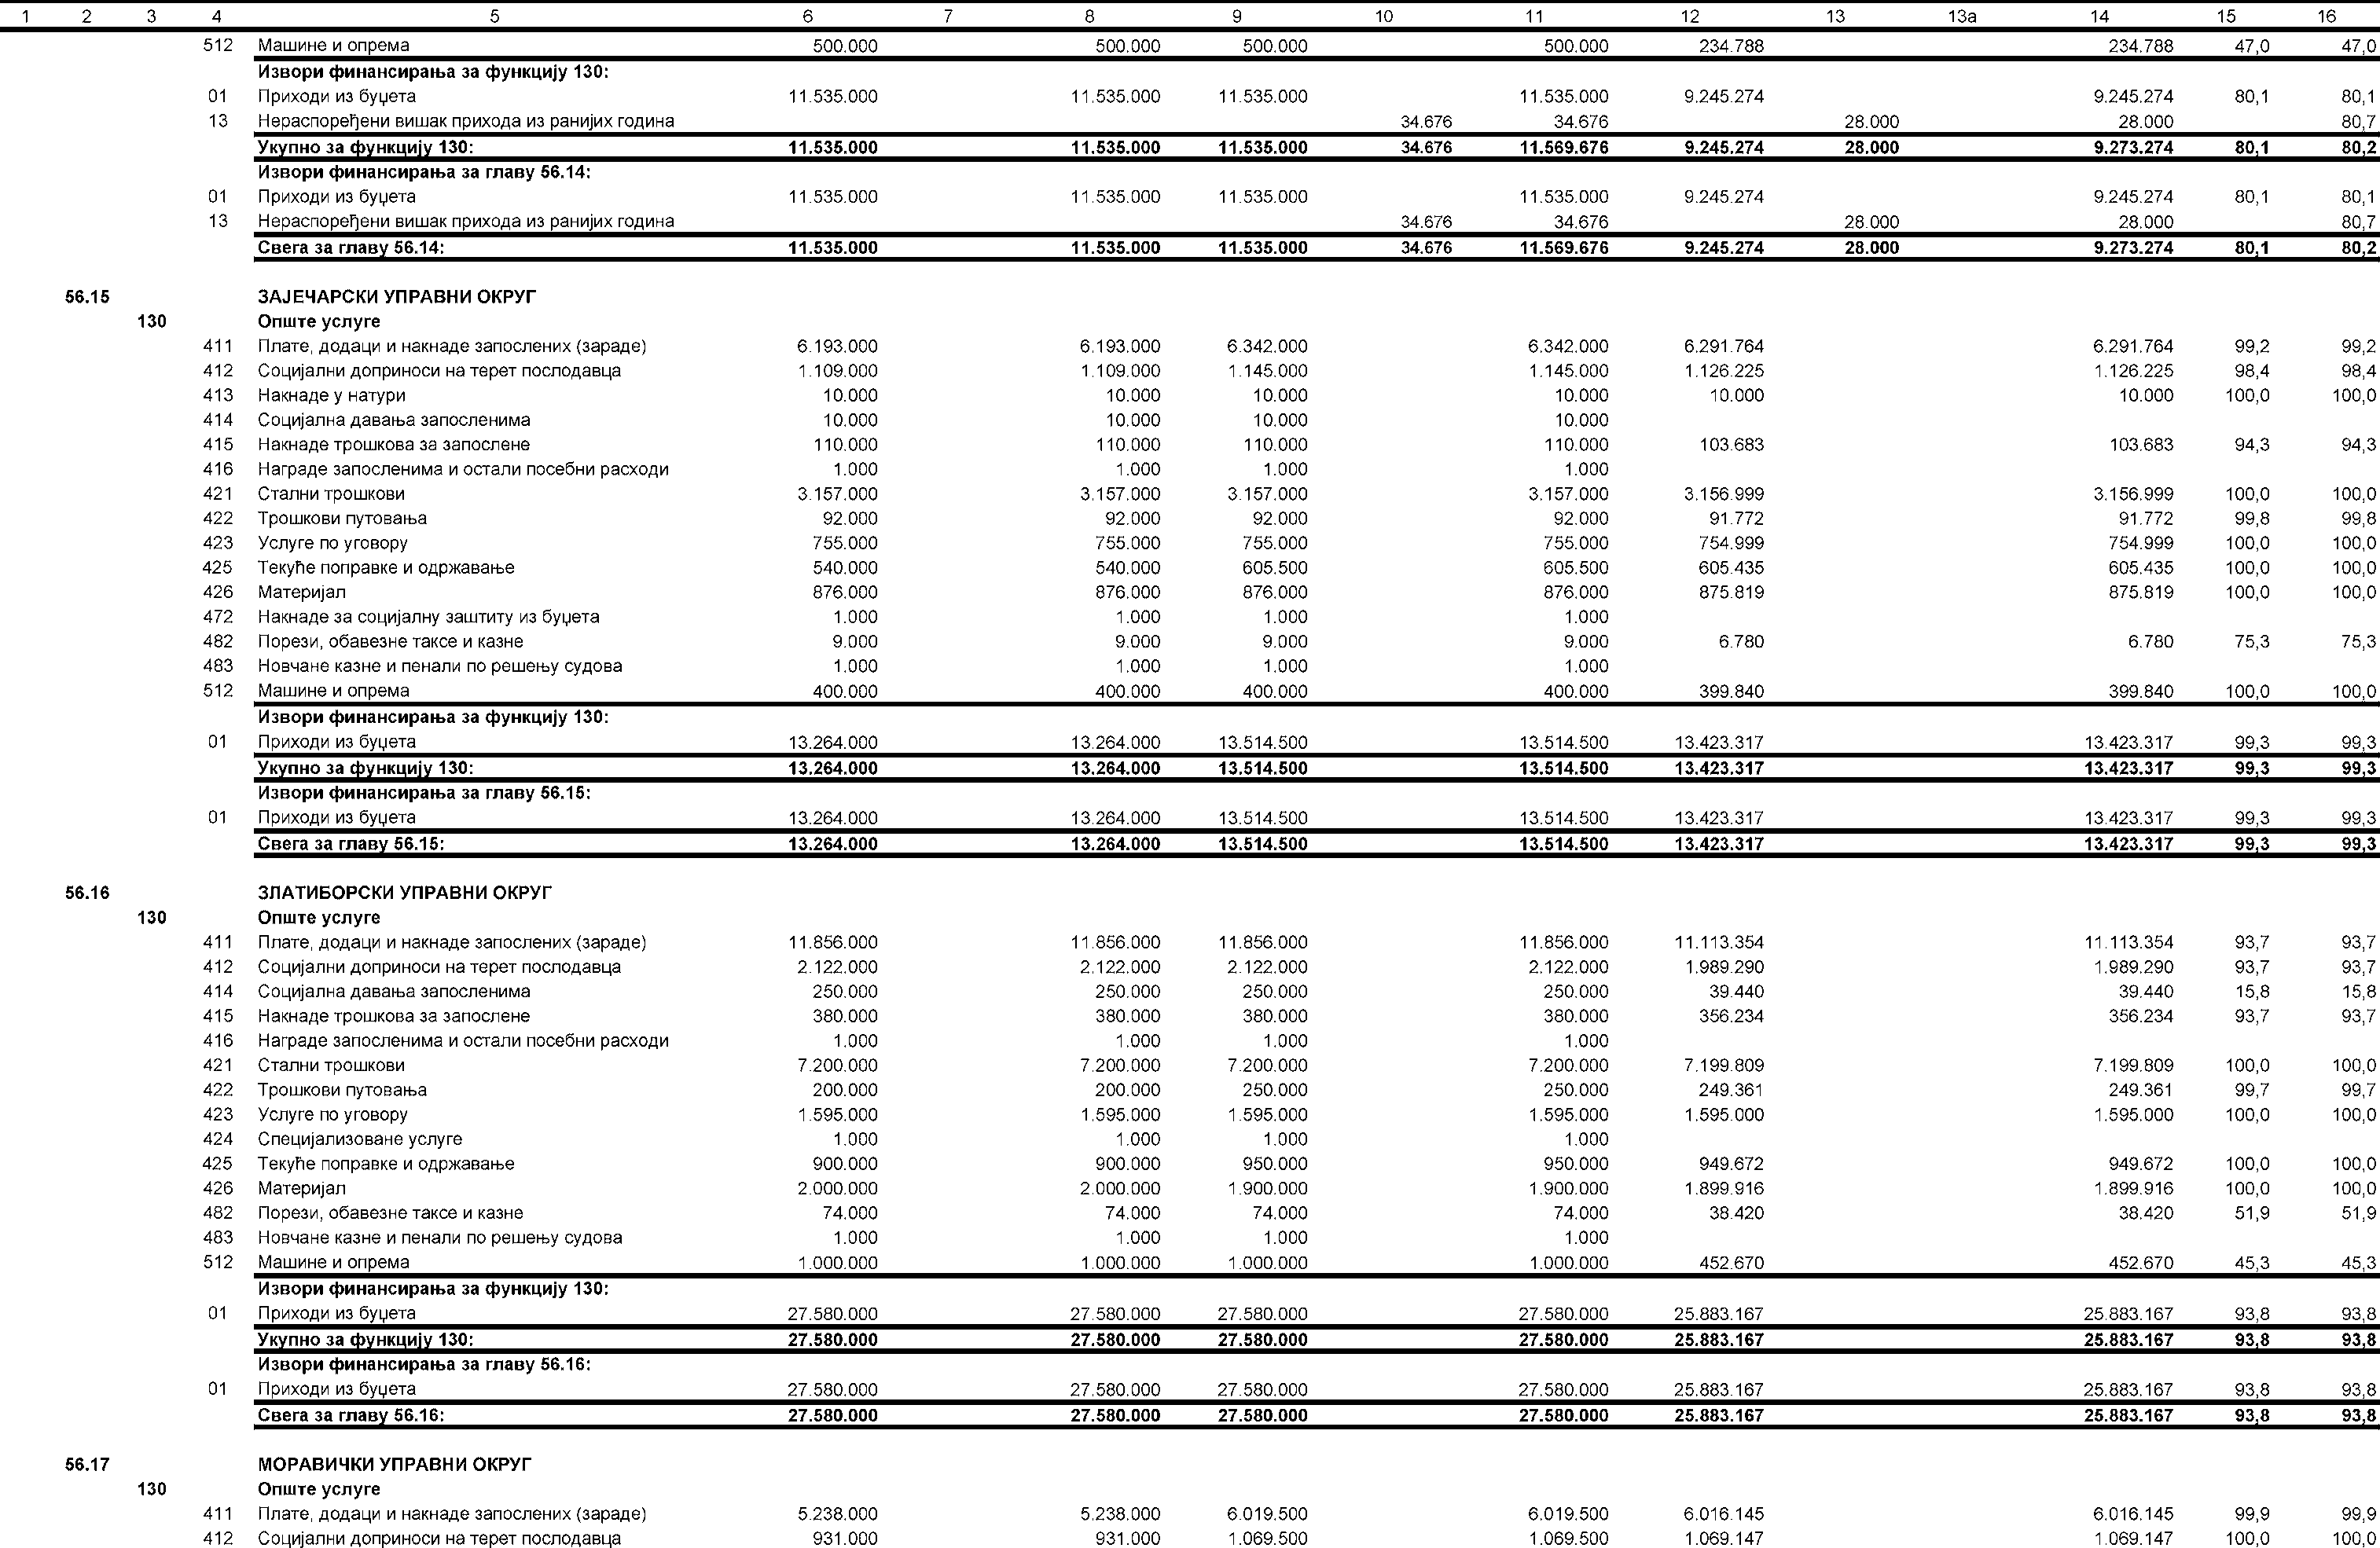 1 2 3 4 5 6 7 8 9 10 11 12 13 13а 14 15 16
512 Машине и опрема 500.000 500.000 500.000 500.000 234.788 234.788 47,0 47,0
Извори финансирања за функцију 130:
01 Приходи из буџета 11.535.000 11.535.000 11.535.000 11.535.000 9.245.274 9.245.274 80,1 80,1
13 Нераспоређени вишак прихода из ранијих година 34.676 34.676 28.000 28.000 80,7
Укупно за функцију 130: 11.535.000 11.535.000 11.535.000 34.676 11.569.676 9.245.274 28.000 9.273.274 80,1 80,2
Извори финансирања за главу 56.14:
01 Приходи из буџета 11.535.000 11.535.000 11.535.000 11.535.000 9.245.274 9.245.274 80,1 80,1
13 Нераспоређени вишак прихода из ранијих година 34.676 34.676 28.000 28.000 80,7
Свега за главу 56.14: 11.535.000 11.535.000 11.535.000 34.676 11.569.676 9.245.274 28.000 9.273.274 80,1 80,2
56.15 ЗАЈЕЧАРСКИ УПРАВНИ ОКРУГ
130 Опште услуге
411 Плате, додаци и накнаде запослених (зараде) 6.193.000 6.193.000 6.342.000 6.342.000 6.291.764 6.291.764 99,2 99,2
412 Социјални доприноси на терет послодавца 1.109.000 1.109.000 1.145.000 1.145.000 1.126.225 1.126.225 98,4 98,4
413 Накнаде у натури 10.000 10.000 10.000 10.000 10.000 10.000 100,0 100,0
414 Социјална давања запосленима 10.000 10.000 10.000 10.000
415 Накнаде трошкова за запослене 110.000 110.000 110.000 110.000 103.683 103.683 94,3 94,3
416 Награде запосленима и остали посебни расходи 1.000 1.000 1.000 1.000
421 Стални трошкови 3.157.000 3.157.000 3.157.000 3.157.000 3.156.999 3.156.999 100,0 100,0
422 Трошкови путовања 92.000 92.000 92.000 92.000 91.772 91.772 99,8 99,8
423 Услуге по уговору 755.000 755.000 755.000 755.000 754.999 754.999 100,0 100,0
425 Текуће поправке и одржавање 540.000 540.000 605.500 605.500 605.435 605.435 100,0 100,0
426 Материјал 876.000 876.000 876.000 876.000 875.819 875.819 100,0 100,0
472 Накнаде за социјалну заштиту из буџета 1.000 1.000 1.000 1.000
482 Порези, обавезне таксе и казне 9.000 9.000 9.000 9.000 6.780 6.780 75,3 75,3
483 Новчане казне и пенали по решењу судова 1.000 1.000 1.000 1.000
512 Машине и опрема 400.000 400.000 400.000 400.000 399.840 399.840 100,0 100,0
Извори финансирања за функцију 130:
01 Приходи из буџета 13.264.000 13.264.000 13.514.500 13.514.500 13.423.317 13.423.317 99,3 99,3
Укупно за функцију 130: 13.264.000 13.264.000 13.514.500 13.514.500 13.423.317 13.423.317 99,3 99,3
Извори финансирања за главу 56.15:
01 Приходи из буџета 13.264.000 13.264.000 13.514.500 13.514.500 13.423.317 13.423.317 99,3 99,3
Свега за главу 56.15: 13.264.000 13.264.000 13.514.500 13.514.500 13.423.317 13.423.317 99,3 99,3
56.16 ЗЛАТИБОРСКИ УПРАВНИ ОКРУГ
130 Опште услуге
411 Плате, додаци и накнаде запослених (зараде) 11.856.000 11.856.000 11.856.000 11.856.000 11.113.354 11.113.354 93,7 93,7
412 Социјални доприноси на терет послодавца 2.122.000 2.122.000 2.122.000 2.122.000 1.989.290 1.989.290 93,7 93,7
414 Социјална давања запосленима 250.000 250.000 250.000 250.000 39.440 39.440 15,8 15,8
415 Накнаде трошкова за запослене 380.000 380.000 380.000 380.000 356.234 356.234 93,7 93,7
416 Награде запосленима и остали посебни расходи 1.000 1.000 1.000 1.000
421 Стални трошкови 7.200.000 7.200.000 7.200.000 7.200.000 7.199.809 7.199.809 100,0 100,0
422 Трошкови путовања 200.000 200.000 250.000 250.000 249.361 249.361 99,7 99,7
423 Услуге по уговору 1.595.000 1.595.000 1.595.000 1.595.000 1.595.000 1.595.000 100,0 100,0
424 Специјализоване услуге 1.000 1.000 1.000 1.000
425 Текуће поправке и одржавање 900.000 900.000 950.000 950.000 949.672 949.672 100,0 100,0
426 Материјал 2.000.000 2.000.000 1.900.000 1.900.000 1.899.916 1.899.916 100,0 100,0
482 Порези, обавезне таксе и казне 74.000 74.000 74.000 74.000 38.420 38.420 51,9 51,9
483 Новчане казне и пенали по решењу судова 1.000 1.000 1.000 1.000
512 Машине и опрема 1.000.000 1.000.000 1.000.000 1.000.000 452.670 452.670 45,3 45,3
Извори финансирања за функцију 130:
01 Приходи из буџета 27.580.000 27.580.000 27.580.000 27.580.000 25.883.167 25.883.167 93,8 93,8
Укупно за функцију 130: 27.580.000 27.580.000 27.580.000 27.580.000 25.883.167 25.883.167 93,8 93,8
Извори финансирања за главу 56.16:
01 Приходи из буџета 27.580.000 27.580.000 27.580.000 27.580.000 25.883.167 25.883.167 93,8 93,8
Свега за главу 56.16: 27.580.000 27.580.000 27.580.000 27.580.000 25.883.167 25.883.167 93,8 93,8
56.17 МОРАВИЧКИ УПРАВНИ ОКРУГ
130 Опште услуге
411 Плате, додаци и накнаде запослених (зараде) 5.238.000 5.238.000 6.019.500 6.019.500 6.016.145 6.016.145 99,9 99,9
412 Социјални доприноси на терет послодавца 931.000 931.000 1.069.500 1.069.500 1.069.147 1.069.147 100,0 100,0